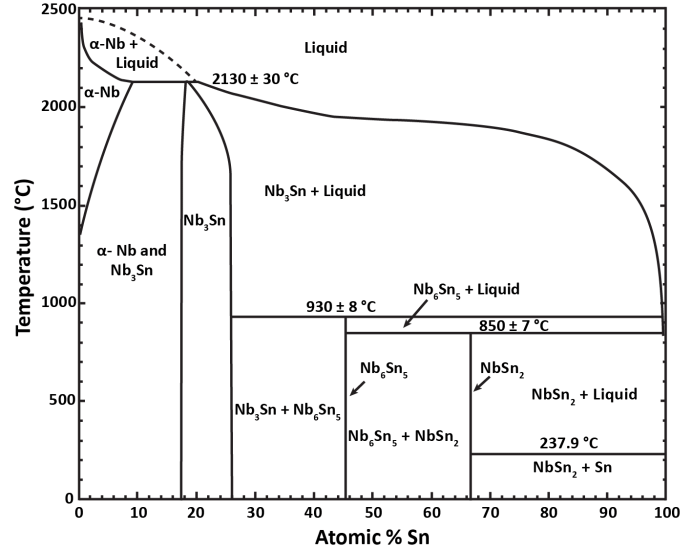 2500
α-Nb +
Liquid
Liquid
2130 ± 30 °C
α-Nb
2000
Nb₃Sn + Liquid
1500
Nb₃Sn
α- Nb and
Nb₃Sn
Nb₆Sn₅ + Liquid
1000
930 ± 8 °C
850 ± 7 °C
Nb₆Sn₅
NbSn₂
NbSn₂ + Liquid
500
Nb₃Sn + Nb₆Sn₅
Nb₆Sn₅ + NbSn₂
237.9 °C
NbSn₂ + Sn
0
0 10 20 30 40 50 60 70 80 90 100
Atomic % Sn
Temperature (°C)